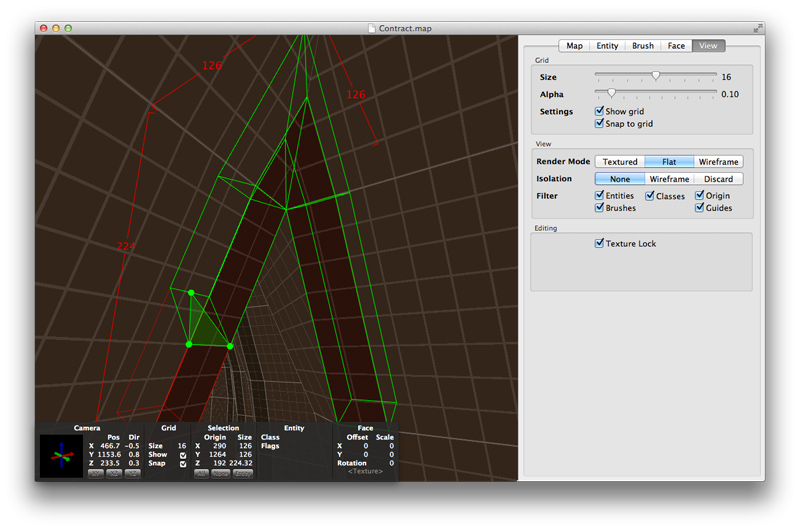 Contract.map
126
126
224
Map Entity Brush Face View
Grid
Size 16
Alpha 0.10
Settings Show grid
Snap to grid
View
Render Mode Textured Flat Wireframe
Isolation None Wireframe Discard
Filter Entities Classes Origin
Brushes Guides
Editing
Texture Lock
Camera Grid Selection Entity Face
Pos Dir Origin Size Class Offset Scale
X 466.7 -0.5 Size 16 X 290 126 Flags X 0 0
Y 1153.6 0.8 Show Y 1264 126 Y 0 0
Z 233.5 0.3 Snap Z 192 224.32 Rotation 0
<Texture>